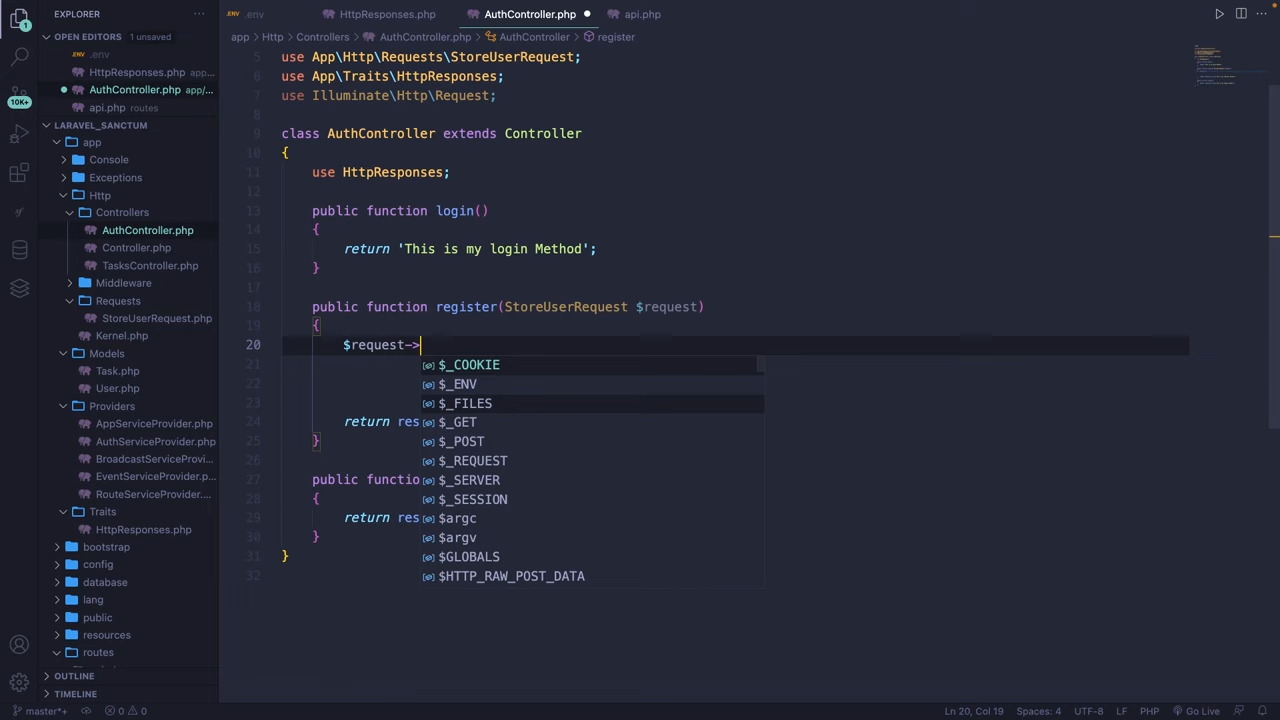 EXPLORER
OPEN EDITORS 1 unsaved
.ENV .env
HttpResponses.php app...
AuthController.php app/...
api.php routes
LARAVEL_SANCTUM
app
Console
Exceptions
Http
Controllers
AuthController.php
Controller.php
TasksController.php
Middleware
Requests
StoreUserRequest.php
Kernel.php
Models
Task.php
User.php
Providers
AppServiceProvider.php
AuthServiceProvider.php
BroadcastServiceProvi...
EventServiceProvider.p...
RouteServiceProvider....
Traits
HttpResponses.php
bootstrap
config
database
lang
public
resources
routes
OUTLINE
TIMELINE
1
10K+
.ENV .env HttpResponses.php AuthController.php api.php
app > Http > Controllers > AuthController.php > AuthController > register
5 use App\Http\Requests\StoreUserRequest;
6 use App\Traits\HttpResponses;
7 use Illuminate\Http\Request;
8
9 class AuthController extends Controller
10 {
11 use HttpResponses;
12
13 public function login()
14 {
15 return 'This is my login Method';
16 }
17
18 public function register(StoreUserRequest $request)
19 {
20 $request->
21 $_COOKIE
22 $_ENV
23 $_FILES
24 return res $_GET
25 } $_POST
26 $_REQUEST
27 public functio $_SERVER
28 { $_SESSION
29 return res $argc
30 } $argv
31 } $GLOBALS
32 $HTTP_RAW_POST_DATA
master*+ 0 0 Ln 20, Col 19 Spaces: 4 UTF-8 LF PHP Go Live